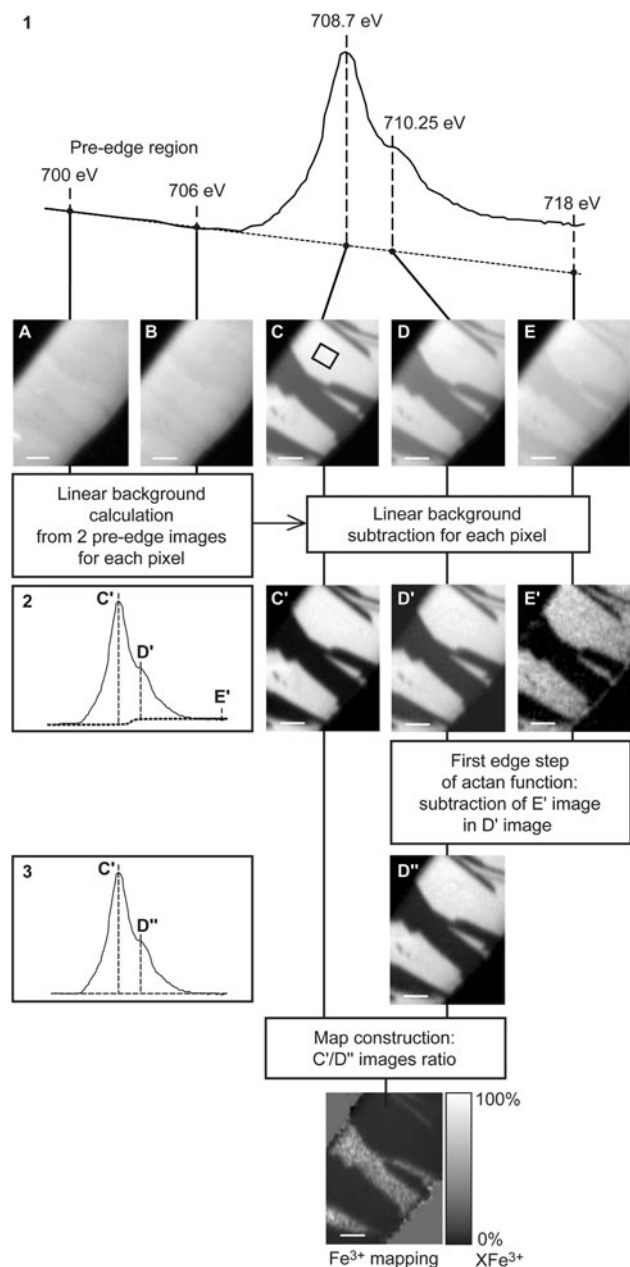 1
708.7 eV
710.25 eV
Pre-edge region
700 eV
706 eV
718 eV
A
B
C
D
E
Linear background
calculation
from 2 pre-edge images
for each pixel
Linear background
subtraction for each pixel
2
C'
D'
E'
C'
D'
E'
First edge step
of actan function:
subtraction of E' image
in D' image
3
C'
D"
D"
Map construction:
C'/D" images ratio
100%
0%
Fe³⁺ mapping
XFe³⁺